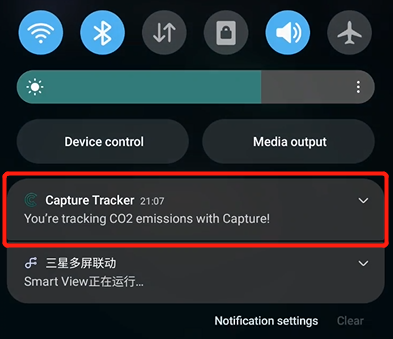 Device control
Media output
Capture Tracker 21:07
You're tracking CO2 emissions with Capture!
三星多屏联动
Smart View正在运行...
Notification settings Clear